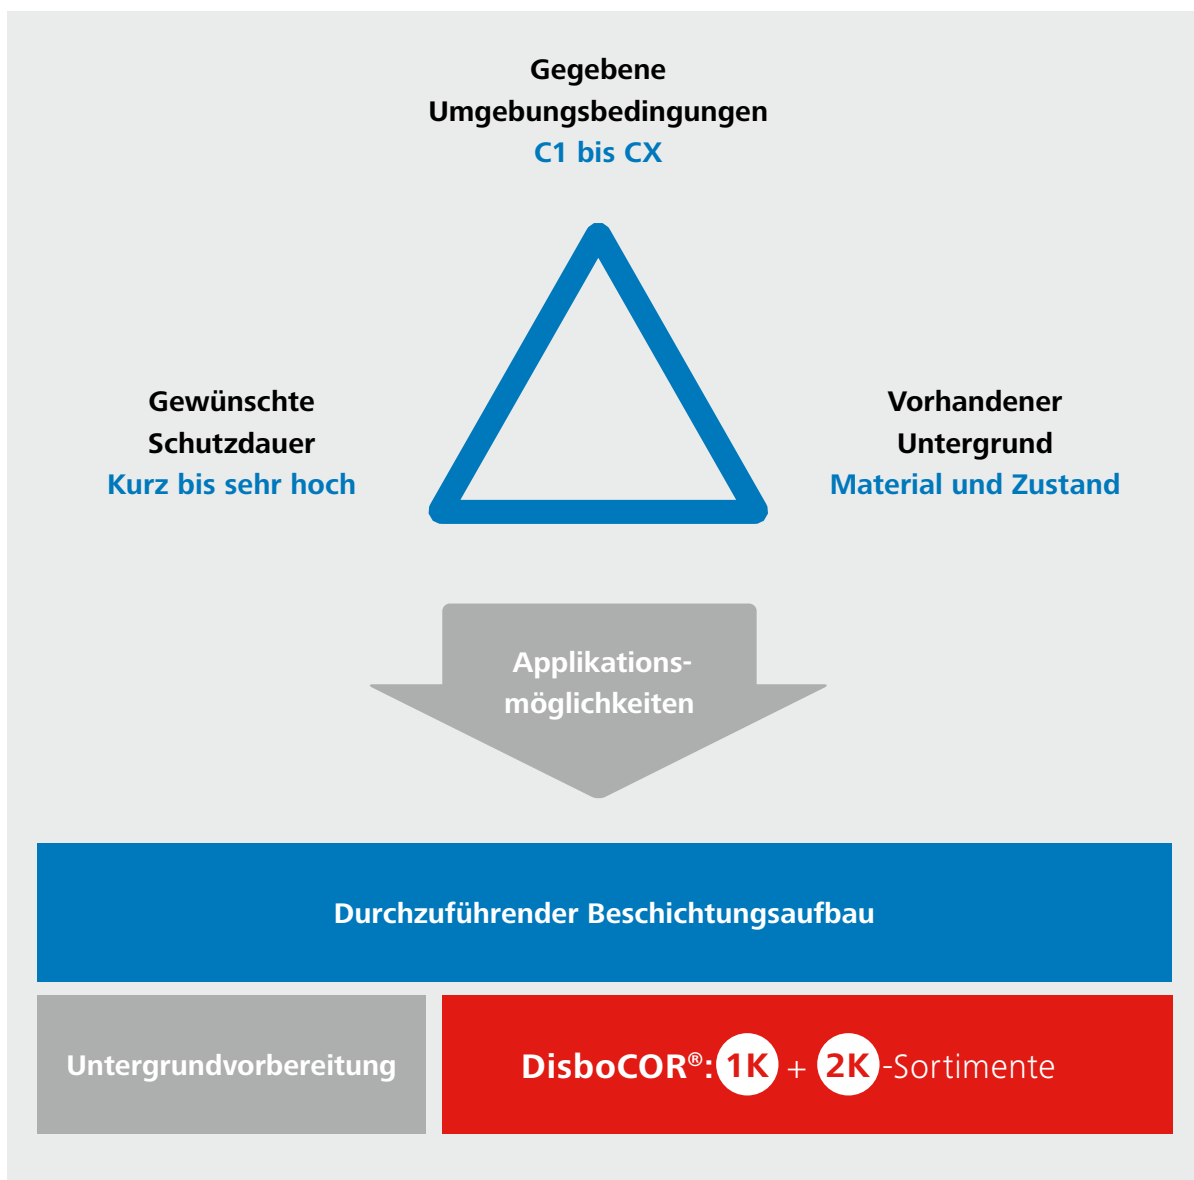 Gegebene
Umgebungsbedingungen
C1 bis CX
Gewünschte
Schutzdauer
Kurz bis sehr hoch
Vorhandener
Untergrund
Material und Zustand
Applikations-
möglichkeiten
Durchzuführender Beschichtungsaufbau
Untergrundvorbereitung
DisboCOR®: 1K + 2K-Sortimente